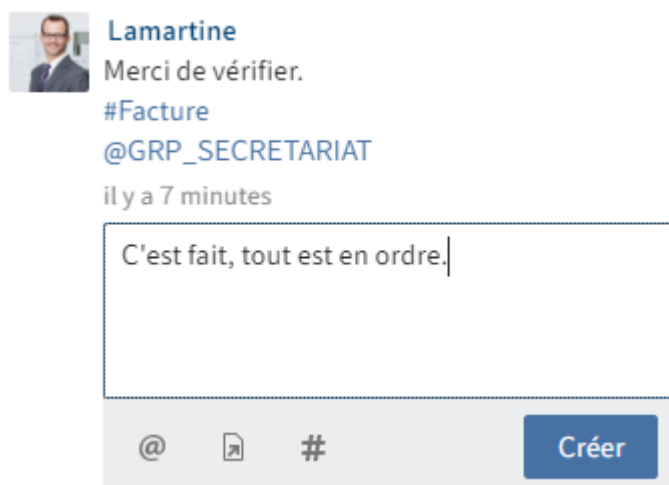 Lamartine
Merci de vérifier.
#Facture
@GRP_SECRETARIAT
il y a 7 minutes
C'est fait, tout est en ordre.
@ #
Créer